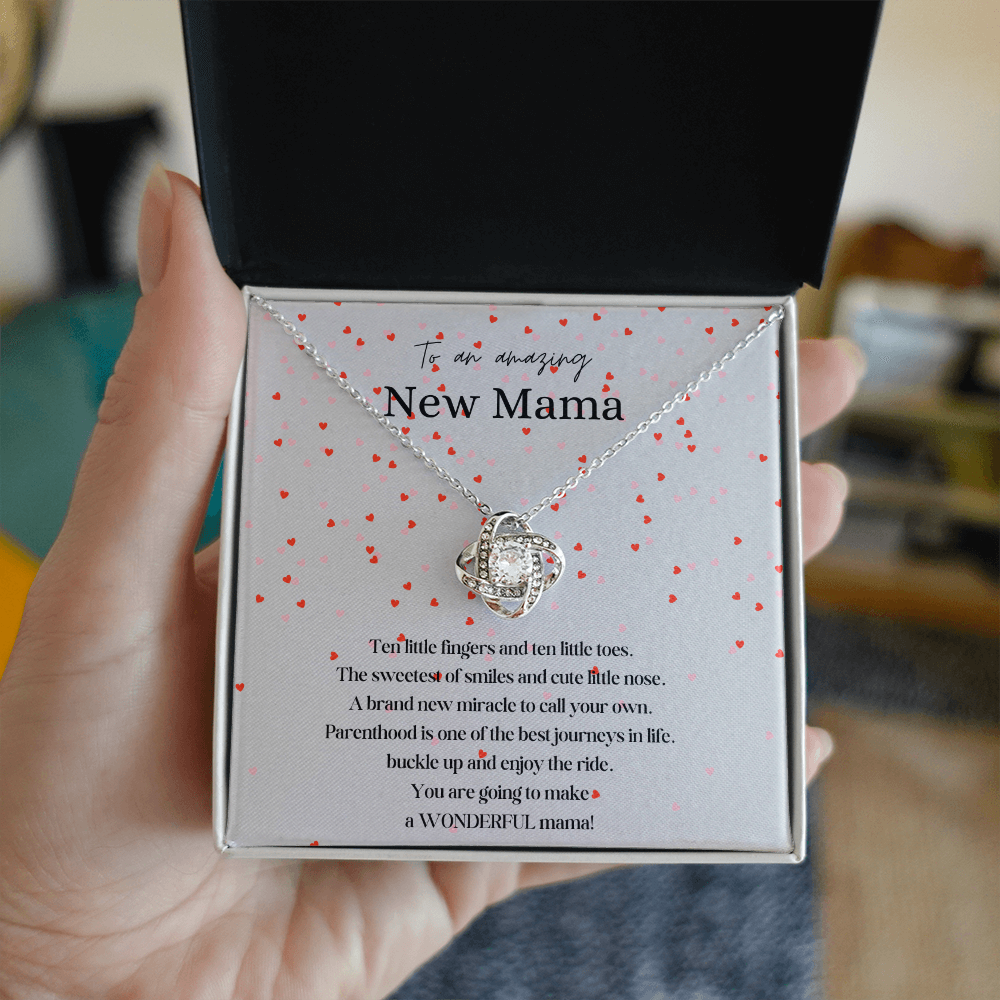 To an amazing
New Mama
Ten little fingers and ten little toes.
The sweetest of smiles and cute little nose.
A brand new miracle to call your own.
Parenthood is one of the best journeys in life.
buckle up and enjoy the ride.
You are going to make
a WONDERFUL mama!